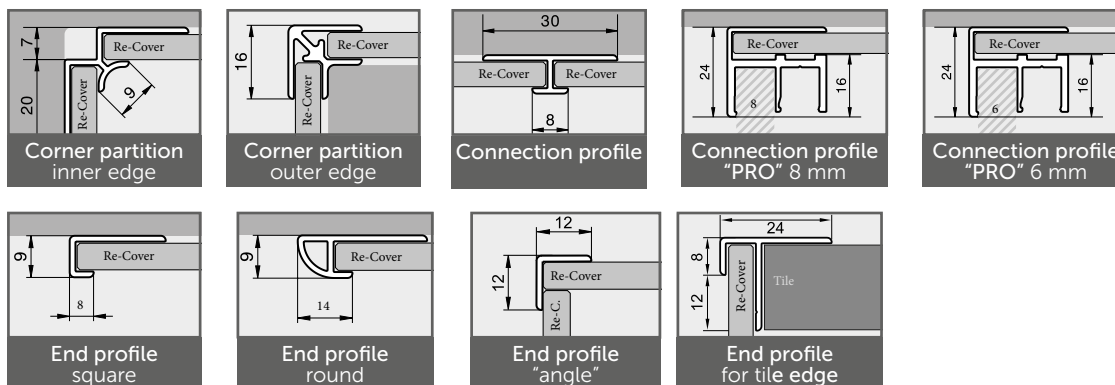 7
20
Re-Cover
Re-Cover
9
Corner partition
inner edge
16
Re-Cover
Re-Cover
Corner partition
outer edge
30
Re-Cover Re-Cover
8
Connection profile
24
Re-Cover
8
16
Connection profile
"PRO" 8 mm
24
Re-Cover
6
16
Connection profile
"PRO" 6 mm
9
Re-Cover
8
End profile
square
9
Re-Cover
14
End profile
round
12
12
Re-Cover
Re-C.
End profile
"angle"
24
8
12
Re-Cover
Tile
End profile
for tile edge